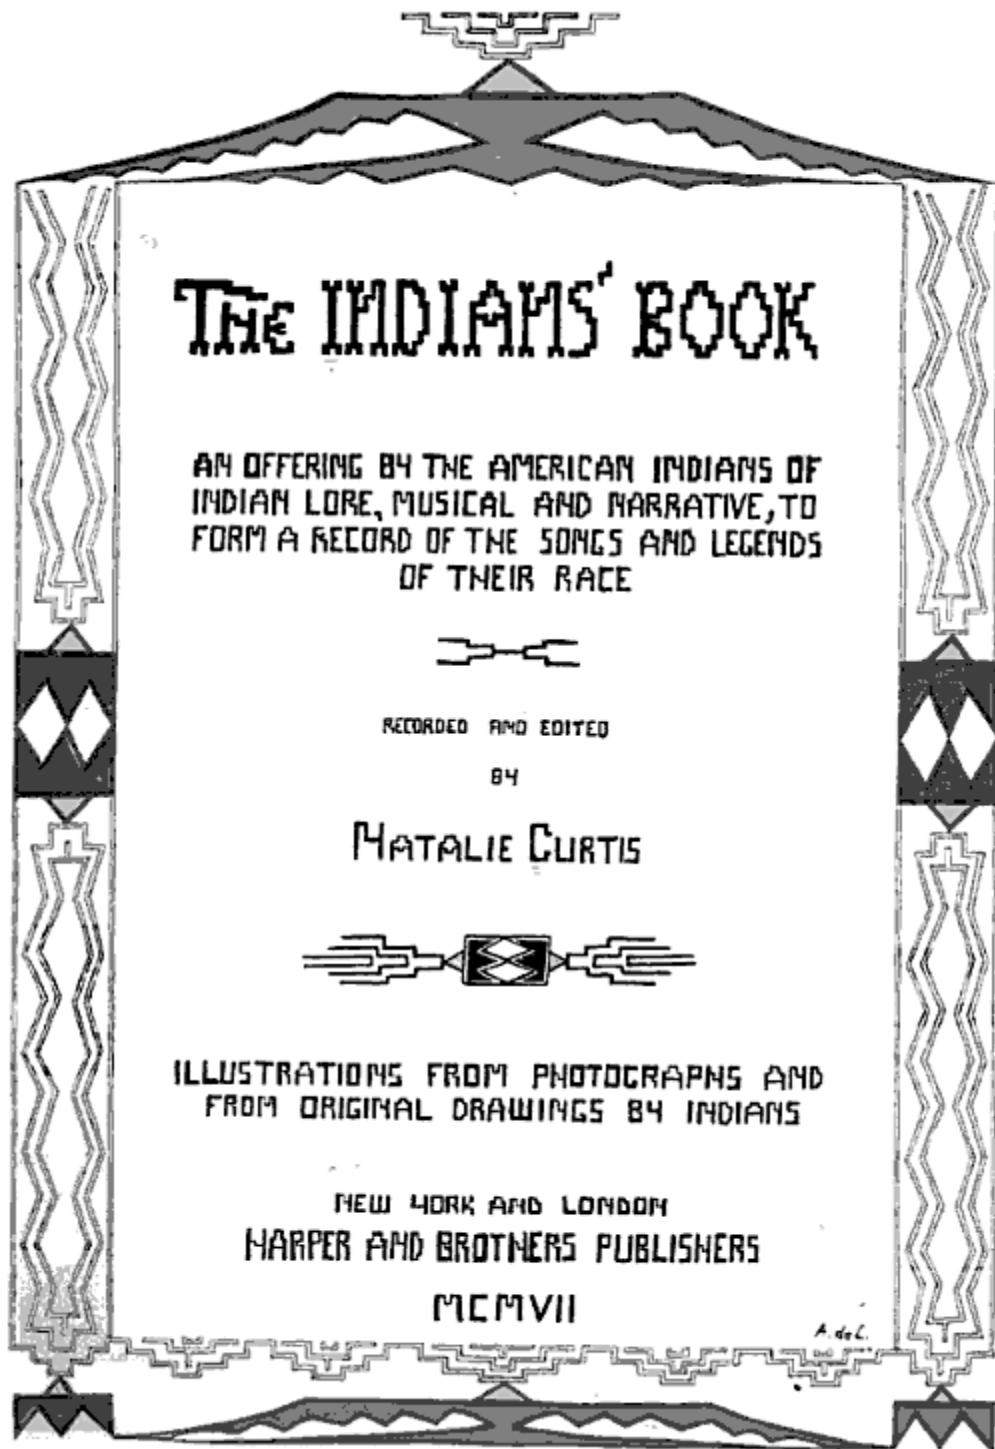 THE INDIANS' BOOK
AN OFFERING BY THE AMERICAN INDIANS OF
INDIAN LORE, MUSICAL AND NARRATIVE, TO
FORM A RECORD OF THE SONGS AND LEGENDS
OF THEIR RACE
RECORDED AND EDITED
BY
NATALIE CURTIS
ILLUSTRATIONS FROM PHOTOGRAPHS AND
FROM ORIGINAL DRAWINGS BY INDIANS
NEW YORK AND LONDON
HARPER AND BROTHERS PUBLISHERS
MCMVII
A. deL.